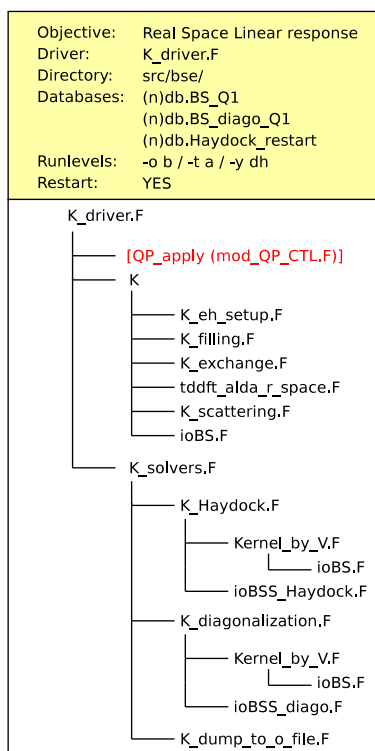 Objective: Real Space Linear response
Driver: K_driver.F
Directory: src/bse/
Databases: (n)db.BS_Q1
(n)db.BS_diago_Q1
(n)db.Haydock_restart
Runlevels: -o b / -t a / -y dh
Restart: YES
K_driver.F
[QP_apply (mod_QP_CTL.F)]
K
K_eh_setup.F
K_filling.F
K_exchange.F
tddft_alda_r_space.F
K_scattering.F
ioBS.F
K_solvers.F
K_Haydock.F
Kernel_by_V.F
ioBS.F
ioBSS_Haydock.F
K_diagonalization.F
Kernel_by_V.F
ioBS.F
ioBSS_diago.F
K_dump_to_o_file.F